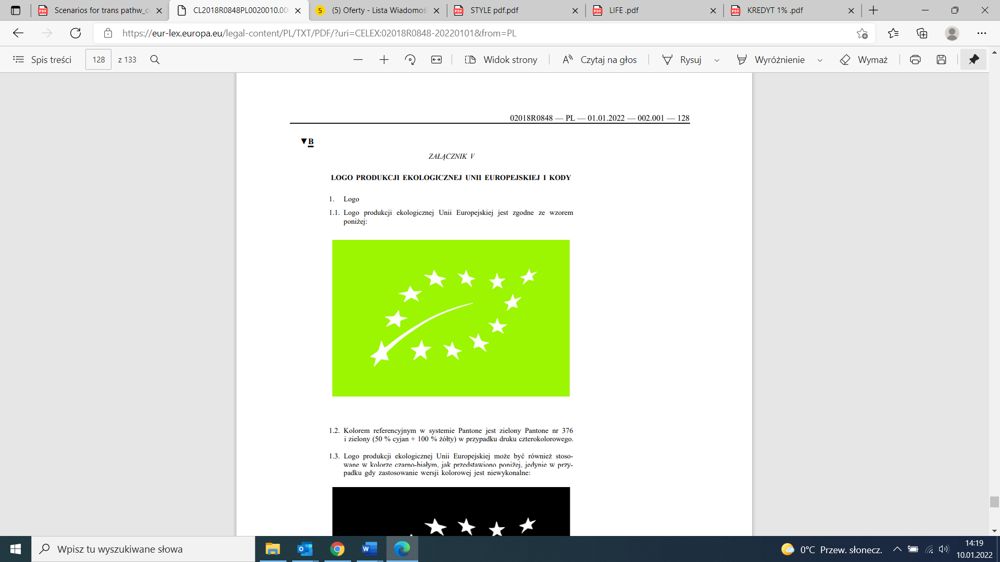 Scenarios for trans pathw_c
CL2018R0848PL0020010.00
5 (5) Oferty - Lista Wiadomoś
STYLE pdf.pdf
LIFE .pdf
KREDYT 1% .pdf
https://eur-lex.europa.eu/legal-content/PL/TXT/PDF/?uri=CELEX:02018R0848-20220101&from=PL
Spis treści 128 z 133 Widok strony Czytaj na głos Rysuj Wyróżnienie Wymaż
02018R0848 — PL — 01.01.2022 — 002.001 — 128
▼B
ZAŁĄCZNIK V
LOGO PRODUKCJI EKOLOGICZNEJ UNII EUROPEJSKIEJ I KODY
1. Logo
1.1. Logo produkcji ekologicznej Unii Europejskiej jest zgodne ze wzorem
poniżej:
1.2. Kolorem referencyjnym w systemie Pantone jest zielony Pantone nr 376
i zielony (50 % cyjan + 100 % żółty) w przypadku druku czterokolorowego.
1.3. Logo produkcji ekologicznej Unii Europejskiej może być również stoso-
wane w kolorze czarno-białym, jak przedstawiono poniżej, jedynie w przy-
padku gdy zastosowanie wersji kolorowej jest niewykonalne:
Wpisz tu wyszukiwane słowa
0°C Przew. słonecz.
14:19
10.01.2022